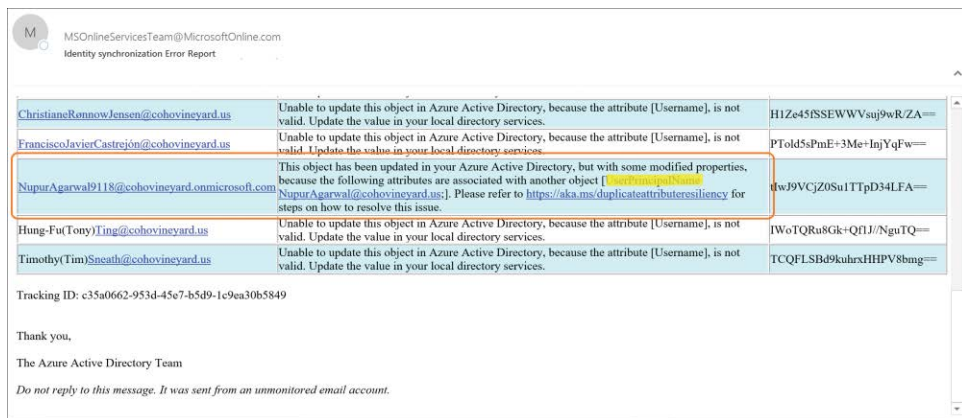 M
MSOnlineServicesTeam@MicrosoftOnline.com
Identity synchronization Error Report
ChristianeRønnowJensen@cohovineyard.us
Unable to update this object in Azure Active Directory, because the attribute [Username], is not
valid. Update the value in your local directory services.
H1Ze45fSSEWWVsuj9wR/ZA==
FranciscoJavierCastrejón@cohovineyard.us
Unable to update this object in Azure Active Directory, because the attribute [Username], is not
valid. Update the value in your local directory services.
PTold5sPmE+3Me+InjYqFw==
NupurAgarwal9118@cohovineyard.onmicrosoft.com
This object has been updated in your Azure Active Directory, but with some modified properties,
because the following attributes are associated with another object [UserPrincipalName
NupurAgarwal@cohovineyard.us;]. Please refer to https://aka.ms/duplicateattributeresiliency for
steps on how to resolve this issue.
tIwJ9VCjZ0Su1TTpD34LFA==
Hung-Fu(Tony)Ting@cohovineyard.us
Unable to update this object in Azure Active Directory, because the attribute [Username], is not
valid. Update the value in your local directory services.
IWoTQRu8Gk+Qf1J//NguTQ==
Timothy(Tim)Sneath@cohovineyard.us
Unable to update this object in Azure Active Directory, because the attribute [Username], is not
valid. Update the value in your local directory services.
TCQFLSBd9kuhrxHHPV8bmg==
Tracking ID: c35a0662-953d-45e7-b5d9-1c9ea30b5849
Thank you,
The Azure Active Directory Team
Do not reply to this message. It was sent from an unmonitored email account.